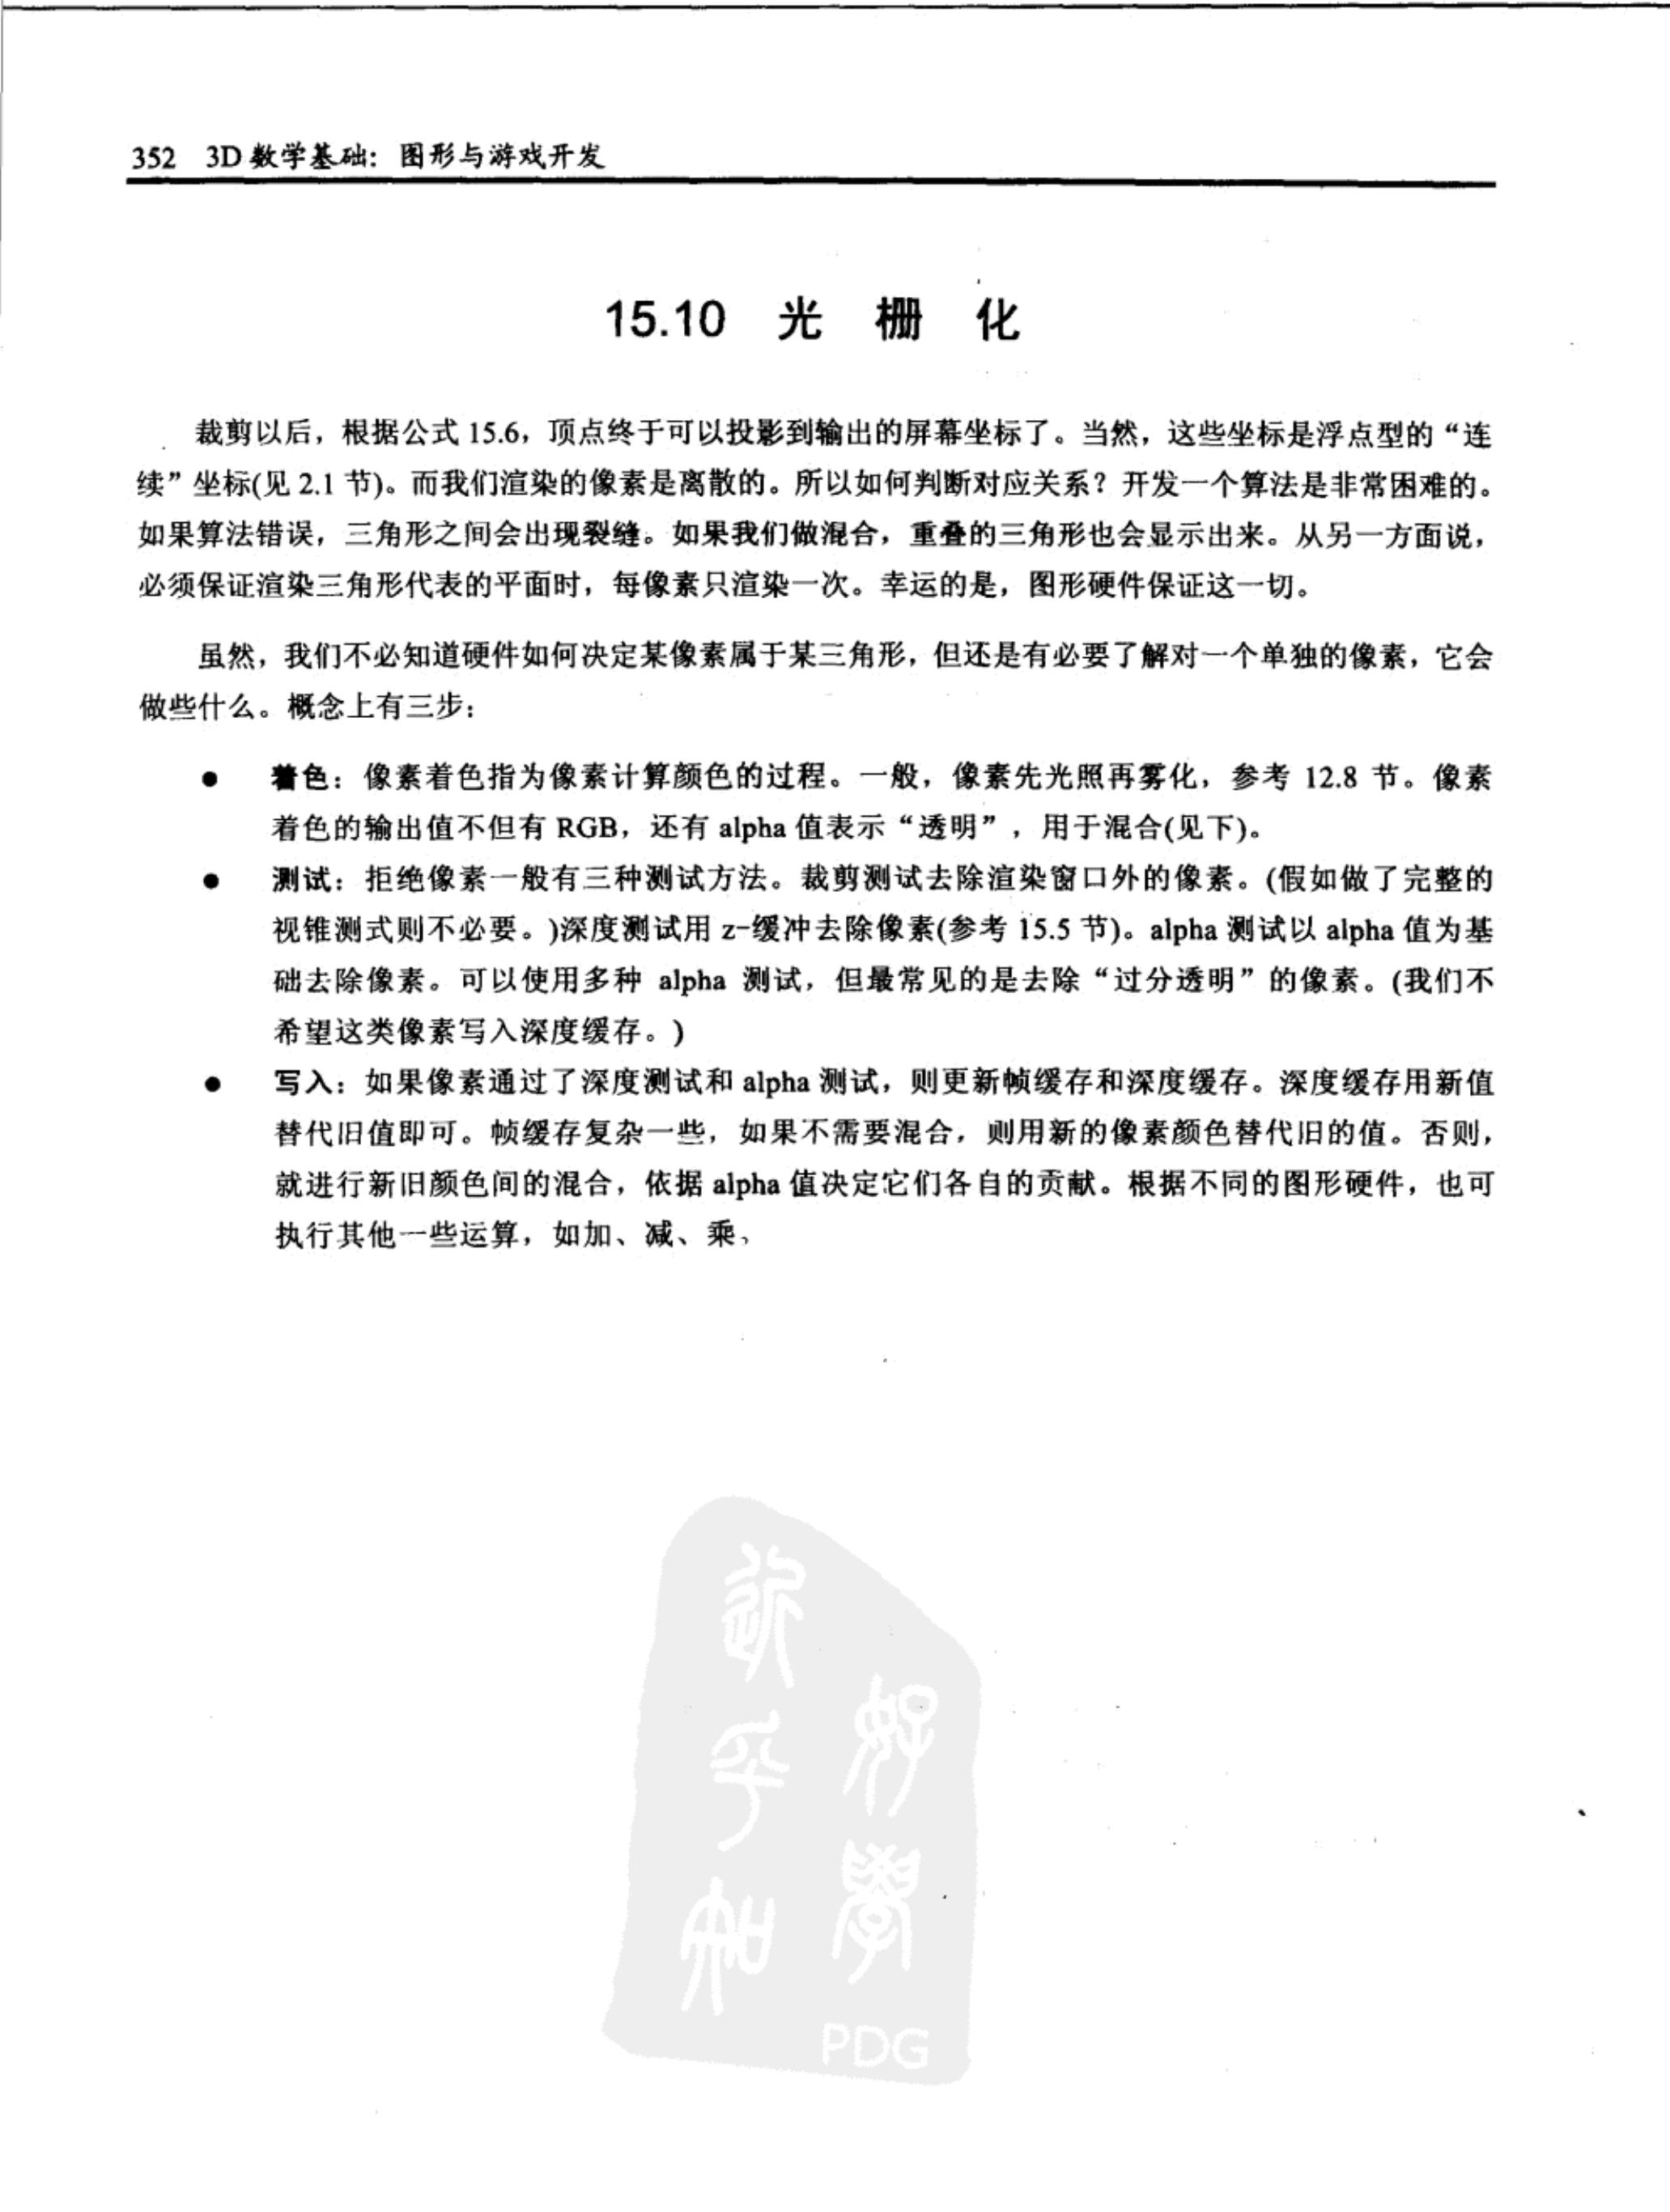 352 3D 数学基础：图形与游戏开发
15.10 光 栅 化
裁剪以后，根据公式 15.6，顶点终于可以投影到输出的屏幕坐标了。当然，这些坐标是浮点型的“连
续”坐标(见 2.1 节)。而我们渲染的像素是离散的。所以如何判断对应关系？开发一个算法是非常困难的。
如果算法错误，三角形之间会出现裂缝。如果我们做混合，重叠的三角形也会显示出来。从另一方面说，
必须保证渲染三角形代表的平面时，每像素只渲染一次。幸运的是，图形硬件保证这一切。
虽然，我们不必知道硬件如何决定某像素属于某三角形，但还是有必要了解对一个单独的像素，它会
做些什么。概念上有三步：
● 着色：像素着色指为像素计算颜色的过程。一般，像素先光照再雾化，参考 12.8 节。像素
着色的输出值不但有 RGB，还有 alpha 值表示“透明”，用于混合(见下)。
● 测试：拒绝像素一般有三种测试方法。裁剪测试去除渲染窗口外的像素。(假如做了完整的
视锥测式则不必要。)深度测试用 z-缓冲去除像素(参考 15.5 节)。alpha 测试以 alpha 值为基
础去除像素。可以使用多种 alpha 测试，但最常见的是去除“过分透明”的像素。(我们不
希望这类像素写入深度缓存。)
● 写入：如果像素通过了深度测试和 alpha 测试，则更新帧缓存和深度缓存。深度缓存用新值
替代旧值即可。帧缓存复杂一些，如果不需要混合，则用新的像素颜色替代旧的值。否则，
就进行新旧颜色间的混合，依据 alpha 值决定它们各自的贡献。根据不同的图形硬件，也可
执行其他一些运算，如加、减、乘、
好學
近乎知
PDG